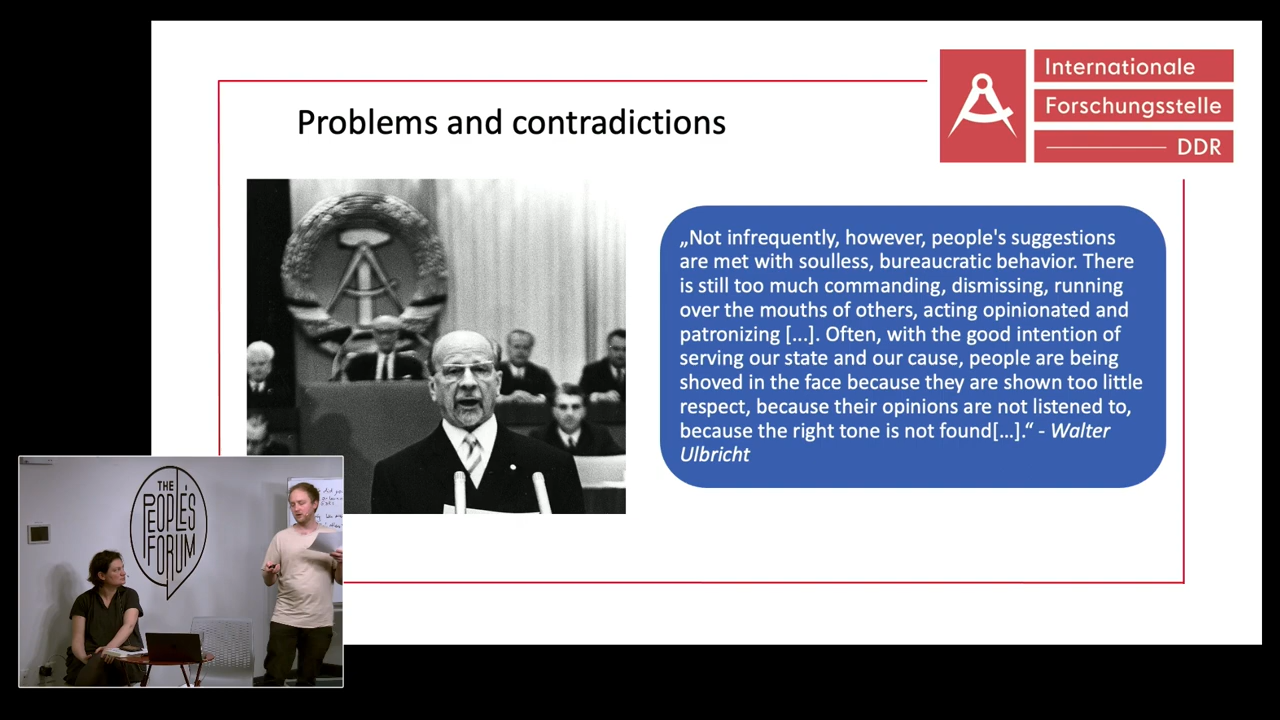 Internationale
Forschungsstelle
DDR
Problems and contradictions
„Not infrequently, however, people's suggestions
are met with soulless, bureaucratic behavior. There
is still too much commanding, dismissing, running
over the mouths of others, acting opinionated and
patronizing [...]. Often, with the good intention of
serving our state and our cause, people are being
shoved in the face because they are shown too little
respect, because their opinions are not listened to,
because the right tone is not found[...].“ - Walter
Ulbricht
THE
PEOPLE'S
FORUM